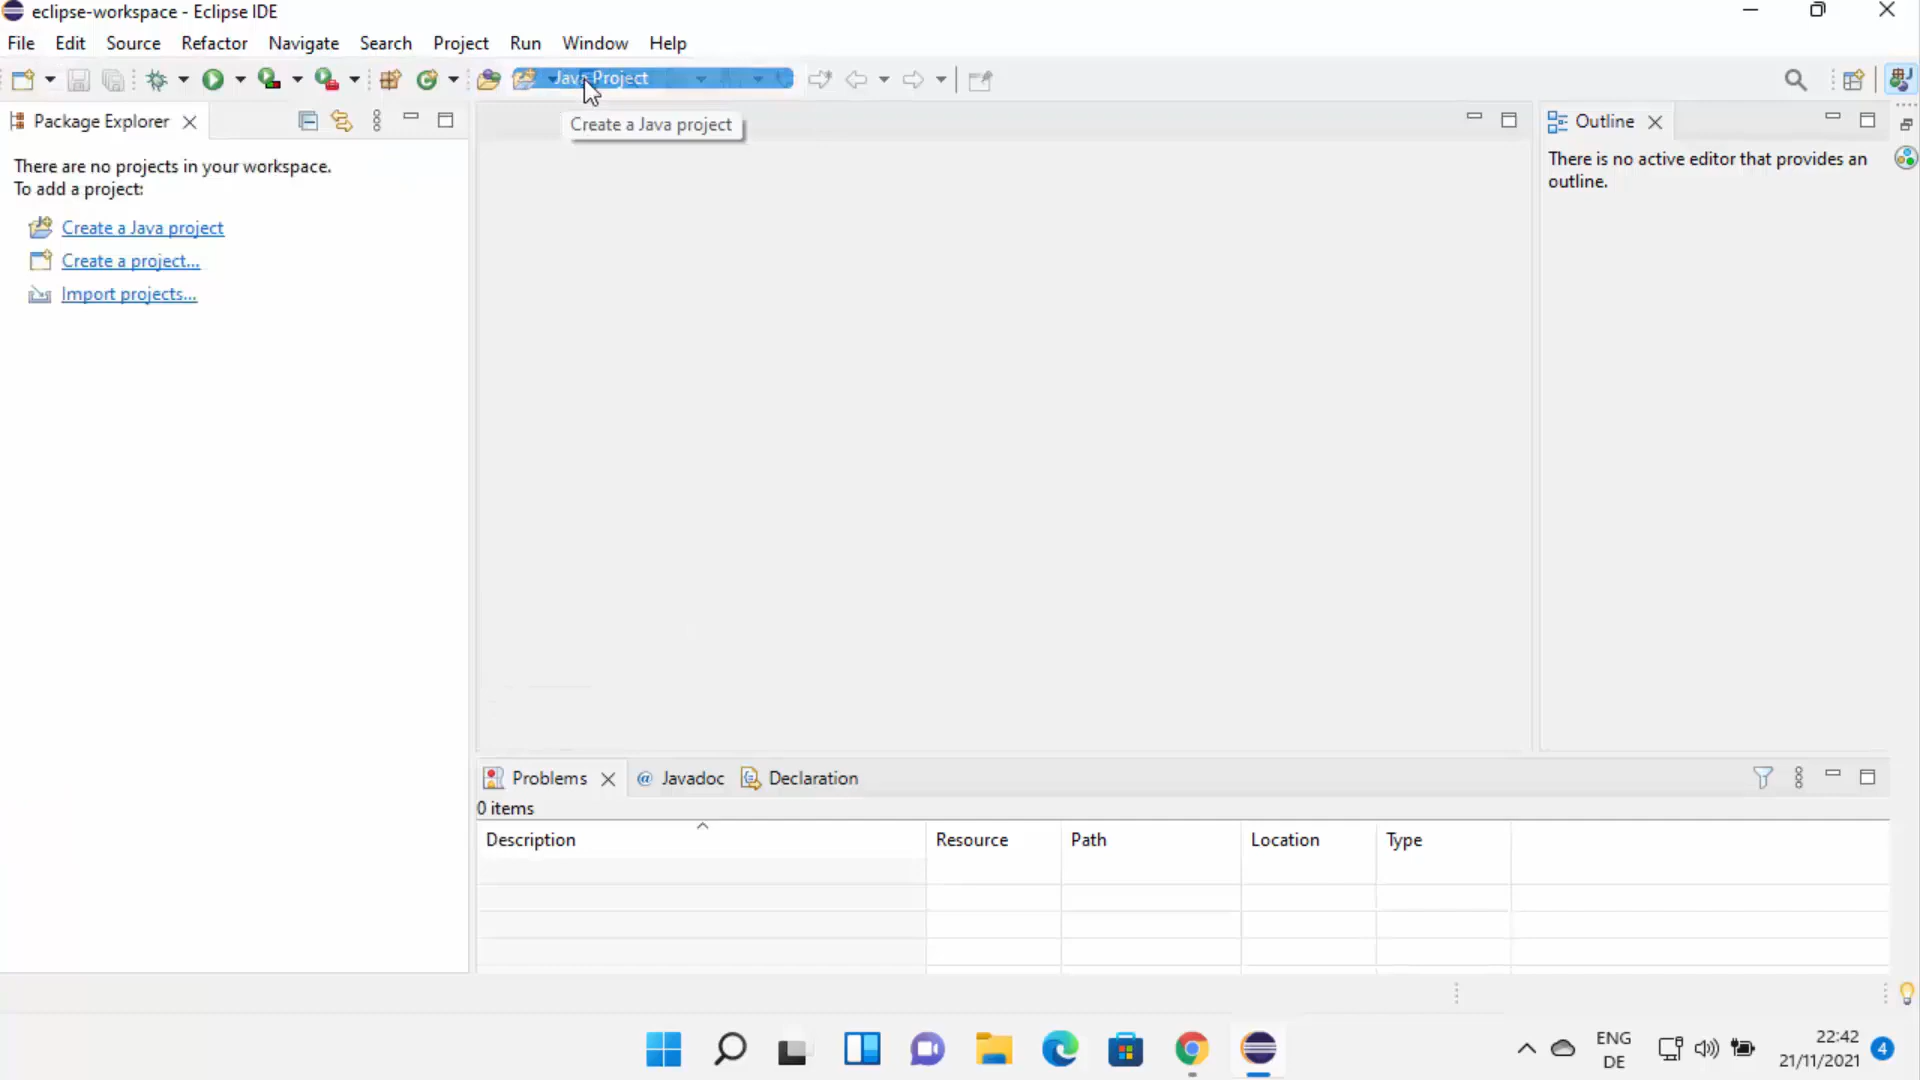 eclipse-workspace - Eclipse IDE
File Edit Source Refactor Navigate Search Project Run Window Help
Java Project
Package Explorer
Create a Java project
Outline
There are no projects in your workspace.
To add a project:
Create a Java project
Create a project...
Import projects...
There is no active editor that provides an
outline.
Problems @ Javadoc Declaration
0 items
Description Resource Path Location Type
ENG
DE
22:42
21/11/2021
4